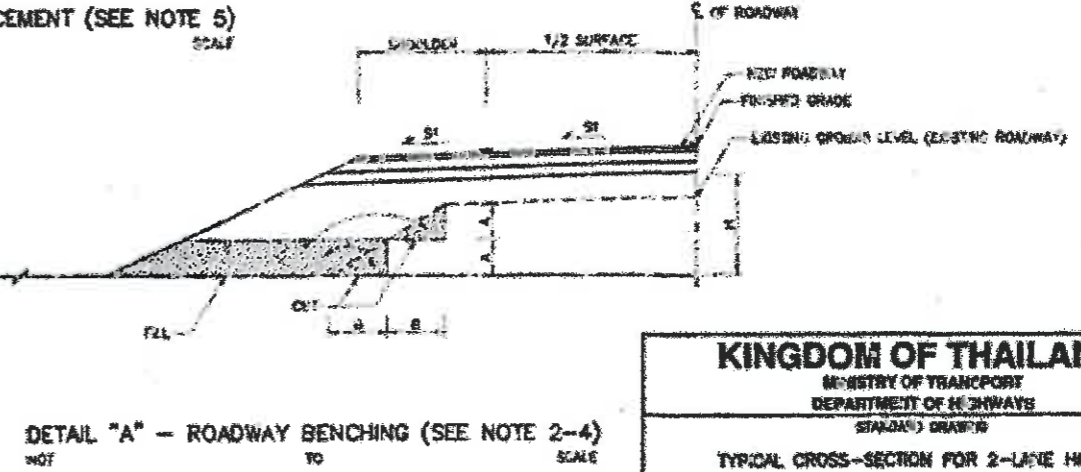 CEMENT (SEE NOTE 5)
SCALE
℄ OF ROADWAY
SHOULDER
1/2 SURFACE
NEW ROADWAY
FINISHED GRADE
EXISTING GROUND LEVEL (EXISTING ROADWAY)
S1
S1
A
A
H
CUT
FILL
B
B
KINGDOM OF THAILAN
MINISTRY OF TRANSPORT
DEPARTMENT OF HIGHWAYS
STANDARD DRAWING
DETAIL "A" - ROADWAY BENCHING (SEE NOTE 2-4)
NOT TO SCALE
TYPICAL CROSS-SECTION FOR 2-LANE H